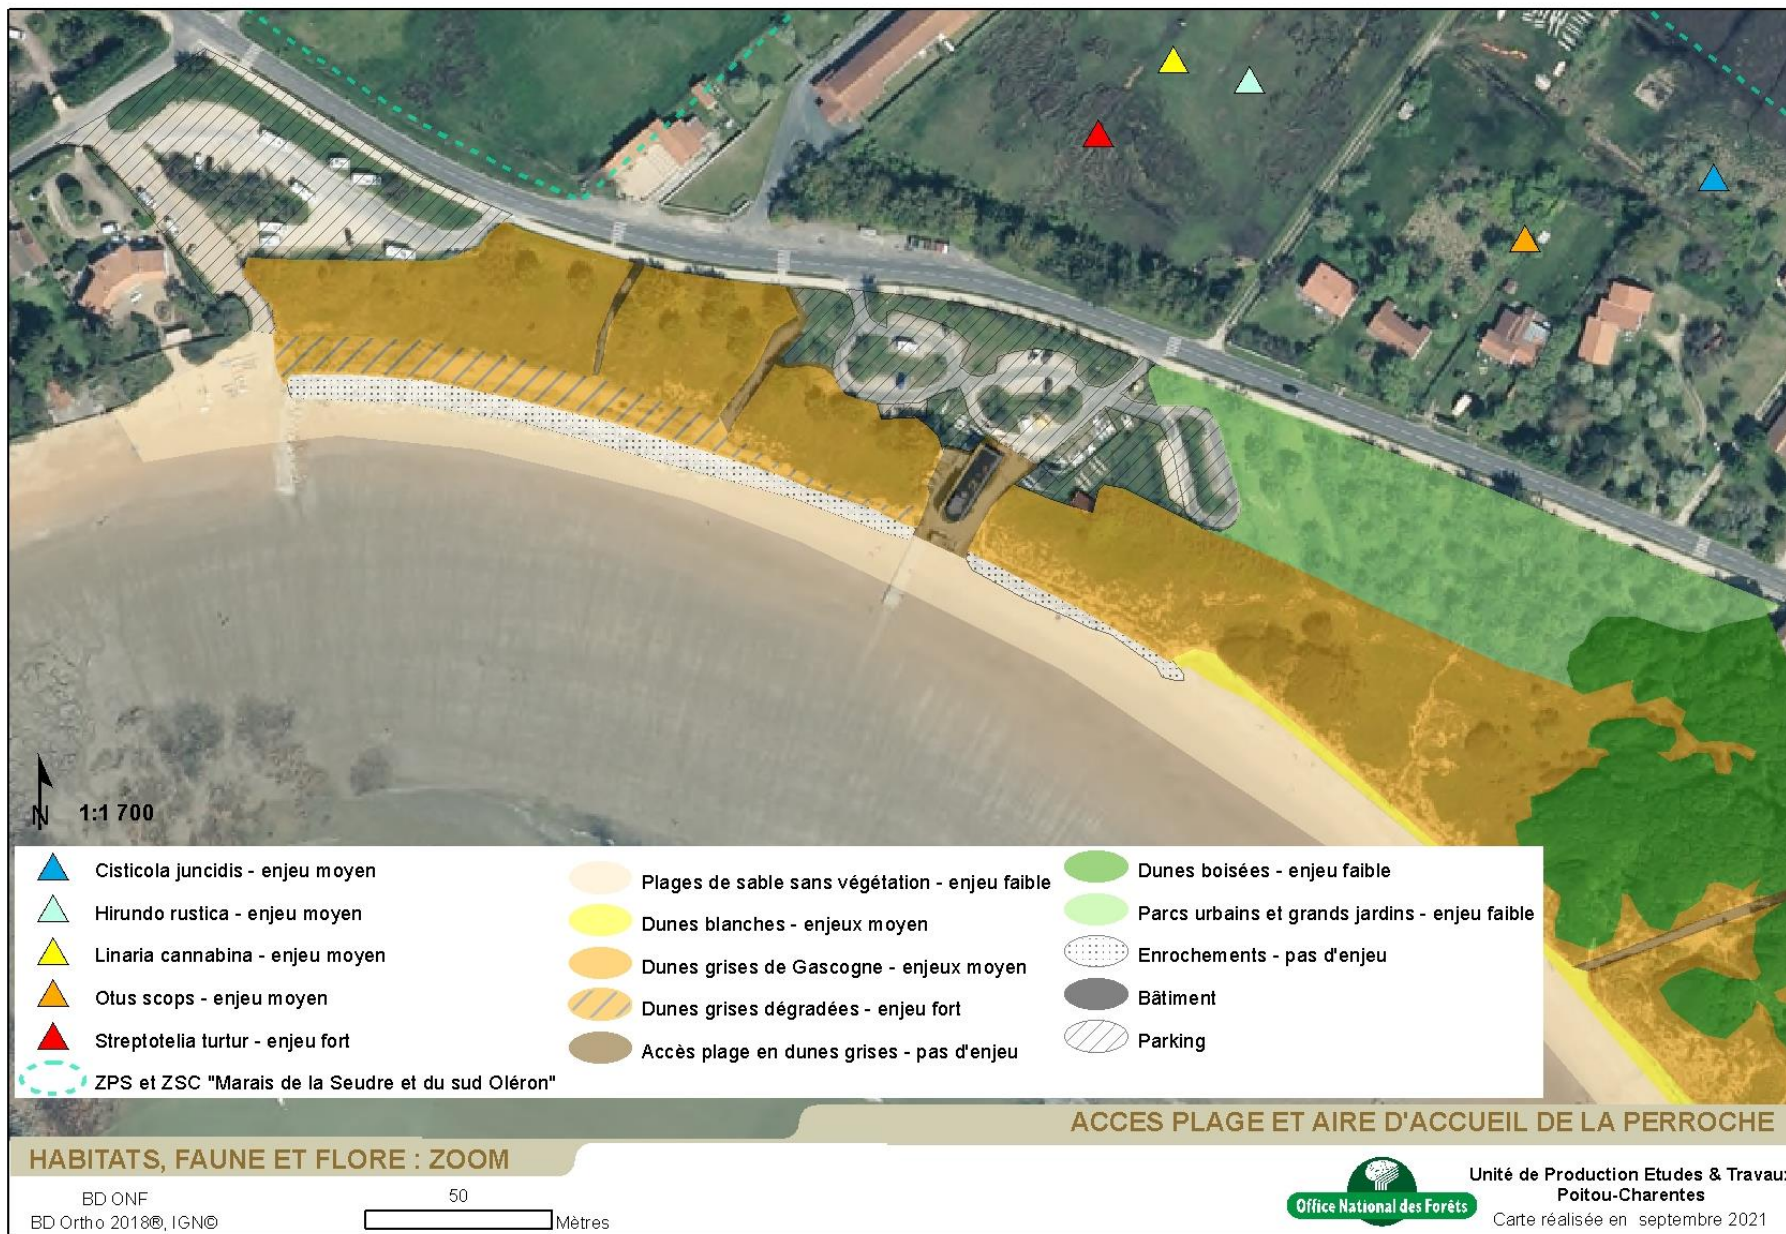 N
1:1 700
Cisticola juncidis - enjeu moyen
Hirundo rustica - enjeu moyen
Linaria cannabina - enjeu moyen
Otus scops - enjeu moyen
Streptotelia turtur - enjeu fort
ZPS et ZSC "Marais de la Seudre et du sud Oléron"
Plages de sable sans végétation - enjeu faible
Dunes blanches - enjeux moyen
Dunes grises de Gascogne - enjeux moyen
Dunes grises dégradées - enjeu fort
Accès plage en dunes grises - pas d'enjeu
Dunes boisées - enjeu faible
Parcs urbains et grands jardins - enjeu faible
Enrochements - pas d'enjeu
Bâtiment
Parking
ACCES PLAGE ET AIRE D'ACCUEIL DE LA PERROCHE
HABITATS, FAUNE ET FLORE : ZOOM
BD ONF
BD Ortho 2018®, IGN©
50
Mètres
Office National des Forêts
Unité de Production Etudes & Travaux
Poitou-Charentes
Carte réalisée en septembre 2021